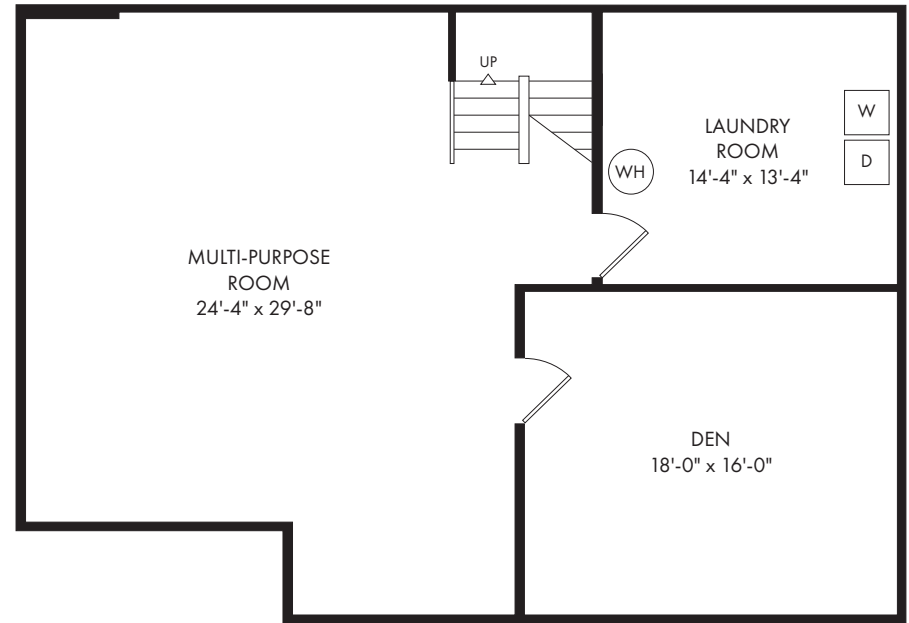 UP
LAUNDRY
ROOM
14'-4" x 13'-4"
W
D
WH
MULTI-PURPOSE
ROOM
24'-4" x 29'-8"
DEN
18'-0" x 16'-0"